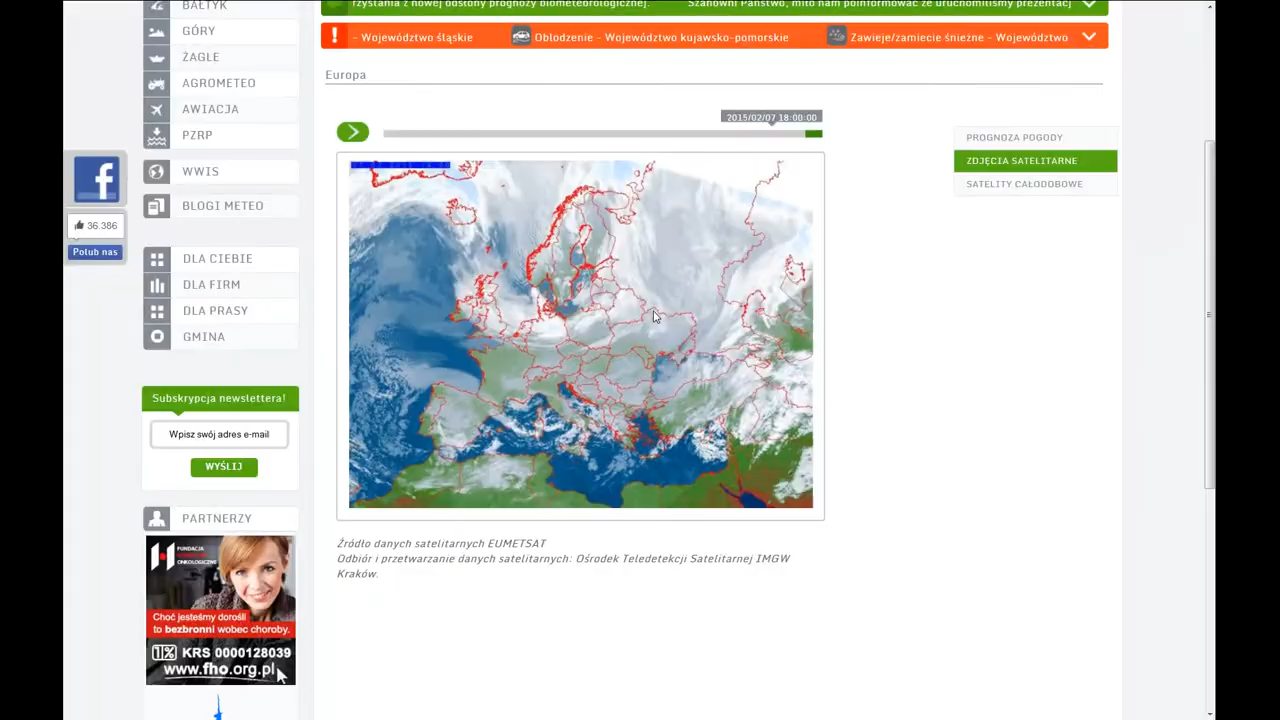 BAŁTYK
GÓRY
ŻAGLE
AGROMETEO
AWIACJA
PZRP
WWIS
BLOGI METEO
36.386
Polub nas
DLA CIEBIE
DLA FIRM
DLA PRASY
GMINA
Subskrypcja newslettera!
Wpisz swój adres e-mail
WYŚLIJ
PARTNERZY
FUNDACJA
ONKOLOGICZNE
Choć jesteśmy dorośli
to bezbronni wobec choroby.
1% KRS 0000128039
www.fho.org.pl
rzystania z nowej odsłony prognozy biometeorologicznej. Szanowni Państwo, miło nam poinformować że uruchomiliśmy prezentacj
- Województwo śląskie Oblodzenie - Województwo kujawsko-pomorskie Zawieje/zamiecie śnieżne - Województwo
Europa
2015/02/07 18:00:00
Źródło danych satelitarnych EUMETSAT
Odbiór i przetwarzanie danych satelitarnych: Ośrodek Teledetekcji Satelitarnej IMGW
Kraków.
PROGNOZA POGODY
ZDJĘCIA SATELITARNE
SATELITY CAŁODOBOWE